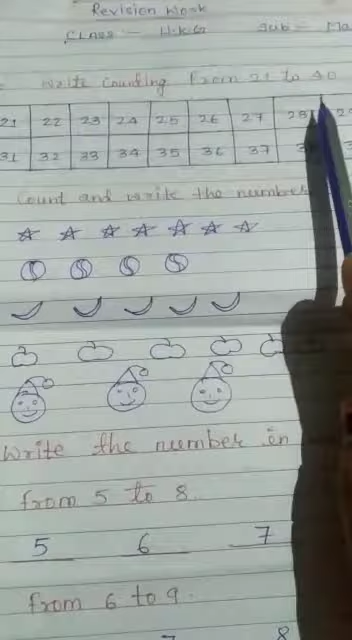 Revision Work
CLASS :- U.K.G Sub - Ma
Write counting from 21 to 40
21 22 23 24 25 26 27 28
31 32 33 34 35 36 37
Count and write the number
Write the number in
from 5 to 8.
5 6 7
from 6 to 9.
8